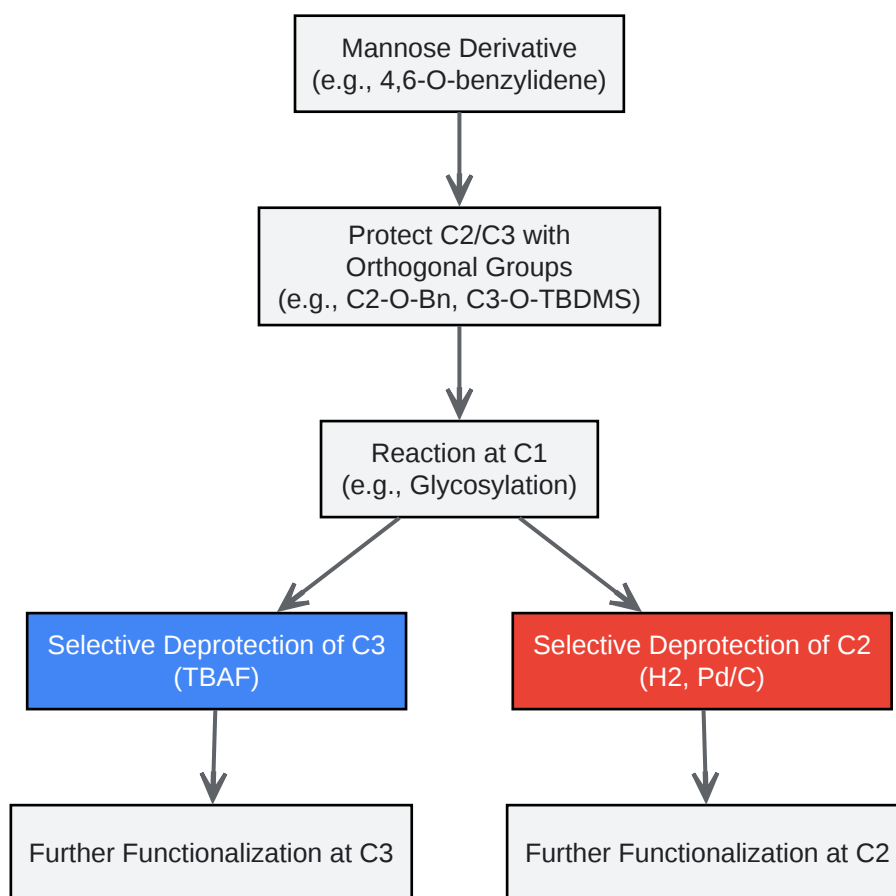 Mannose Derivative
(e.g., 4,6-O-benzylidene)
Protect C2/C3 with
Orthogonal Groups
(e.g., C2-O-Bn, C3-O-TBDMS)
Reaction at C1
(e.g., Glycosylation)
Selective Deprotection of C3
(TBAF)
Selective Deprotection of C2
(H2, Pd/C)
Further Functionalization at C3
Further Functionalization at C2